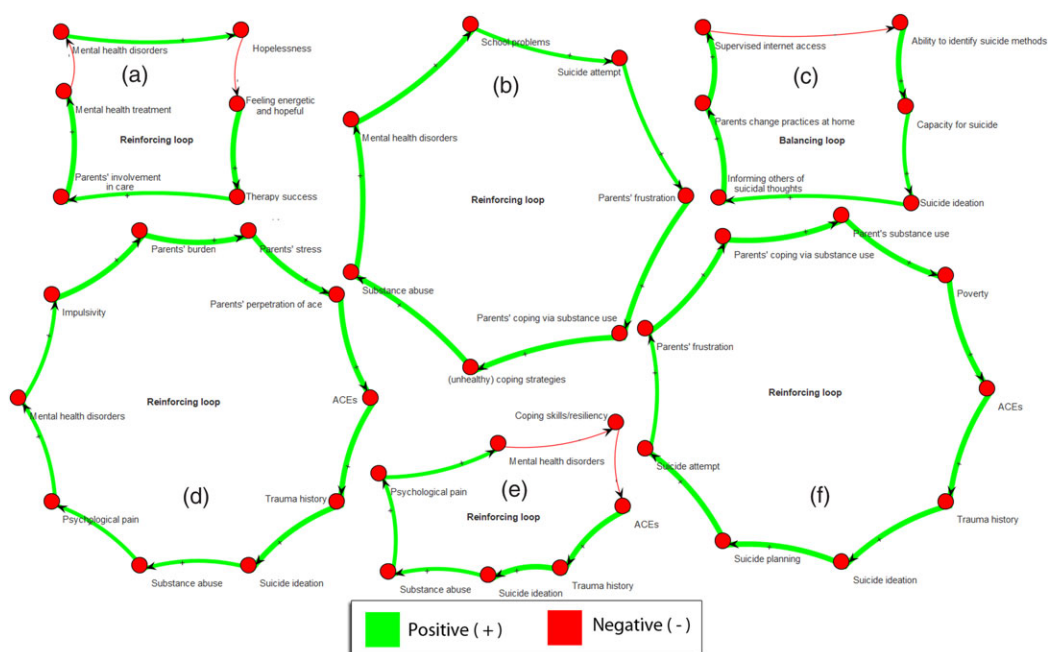 Mental health disorders
Hopelessness
(a)
Mental health treatment
Feeling energetic
and hopeful
Reinforcing loop
Parents' involvement
in care
Therapy success
School problems
(b)
Suicide attempt
Mental health disorders
Reinforcing loop
Parents' frustration
Substance abuse
Parents' coping via substance use
(unhealthy) coping strategies
Supervised internet access
Ability to identify suicide methods
(c)
Parents change practices at home
Capacity for suicide
Balancing loop
Informing others of
suicidal thoughts
Suicide ideation
Parents' burden
Parents' stress
Impulsivity
Parents' perpetration of ace
Reinforcing loop
ACEs
Mental health disorders
(d)
Trauma history
Psychological pain
Substance abuse
Suicide ideation
Coping skills/resiliency
Mental health disorders
Psychological pain
(e)
Reinforcing loop
ACEs
Trauma history
Substance abuse
Suicide ideation
Parent's substance use
Parents' coping via substance use
Poverty
Parents' frustration
Reinforcing loop
ACEs
Suicide attempt
(f)
Trauma history
Suicide planning
Suicide ideation
Positive (+)
Negative (-)